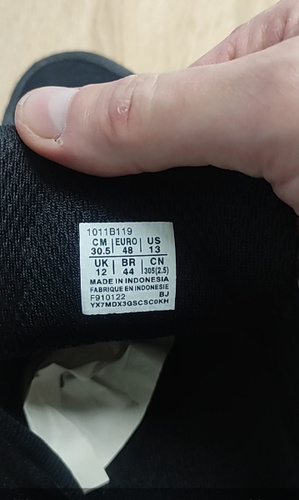 1011B119
CM EURO US
30.5 48 13
UK BR CN
12 44 305(2.5)
MADE IN INDONESIA
FABRIQUE EN INDONESIE
F910122 BJ
YX7MDX3GSCSC0KH